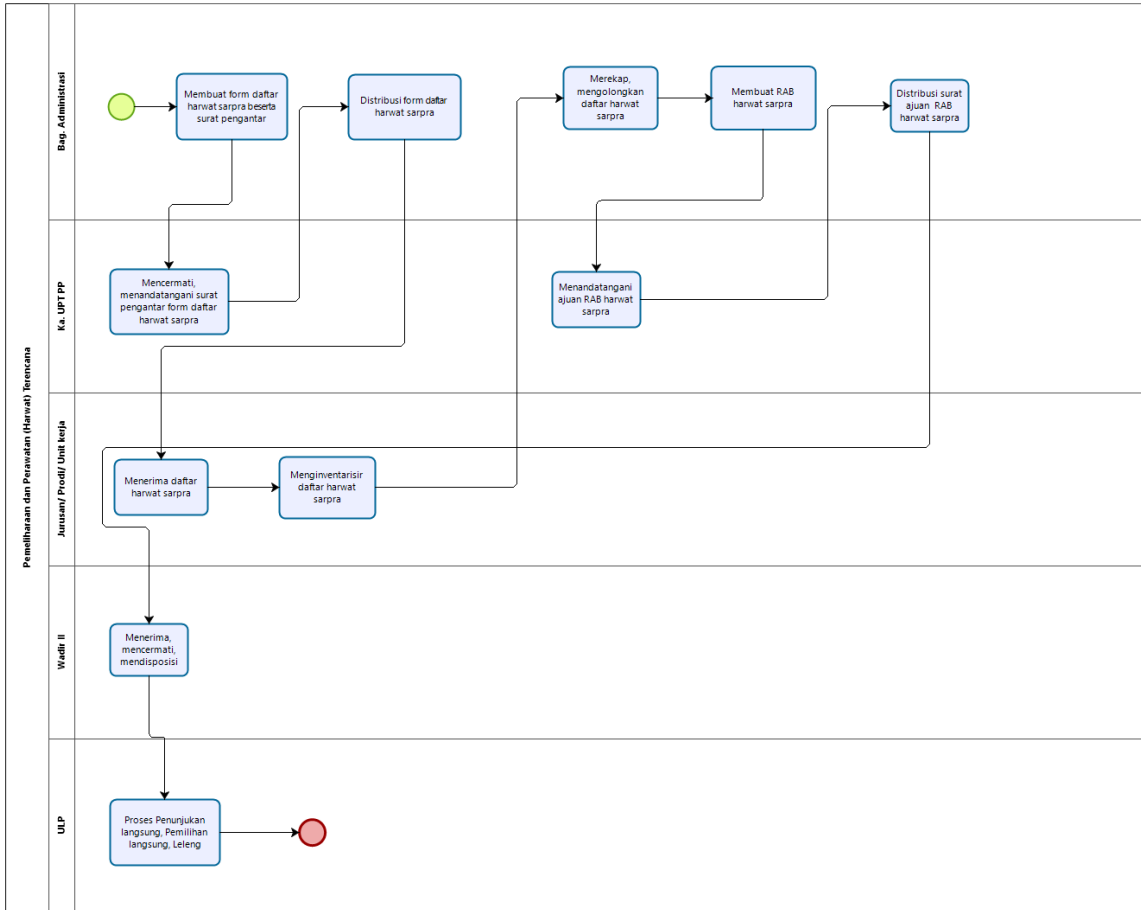 Pemeliharaan dan Perawatan (Harwat) Terencana
Bag. Administrasi
Membuat form daftar
harwat sarpra beserta
surat pengantar
Distribusi form daftar
harwat sarpra
Merekap,
mengolongkan
daftar harwat
sarpra
Membuat RAB
harwat sarpra
Distribusi surat
ajuan RAB
harwat sarpra
Ka. UPT PP
Mencermati,
menandatangani surat
pengantar form daftar
harwat sarpra
Menandatangani
ajuan RAB harwat
sarpra
Jurusan/ Prodi/ Unit kerja
Menerima daftar
harwat sarpra
Menginventarisir
daftar harwat
sarpra
Wadir II
Menerima,
mencermati,
mendisposisi
ULP
Proses Penunjukan
langsung, Pemilihan
langsung, Leleng